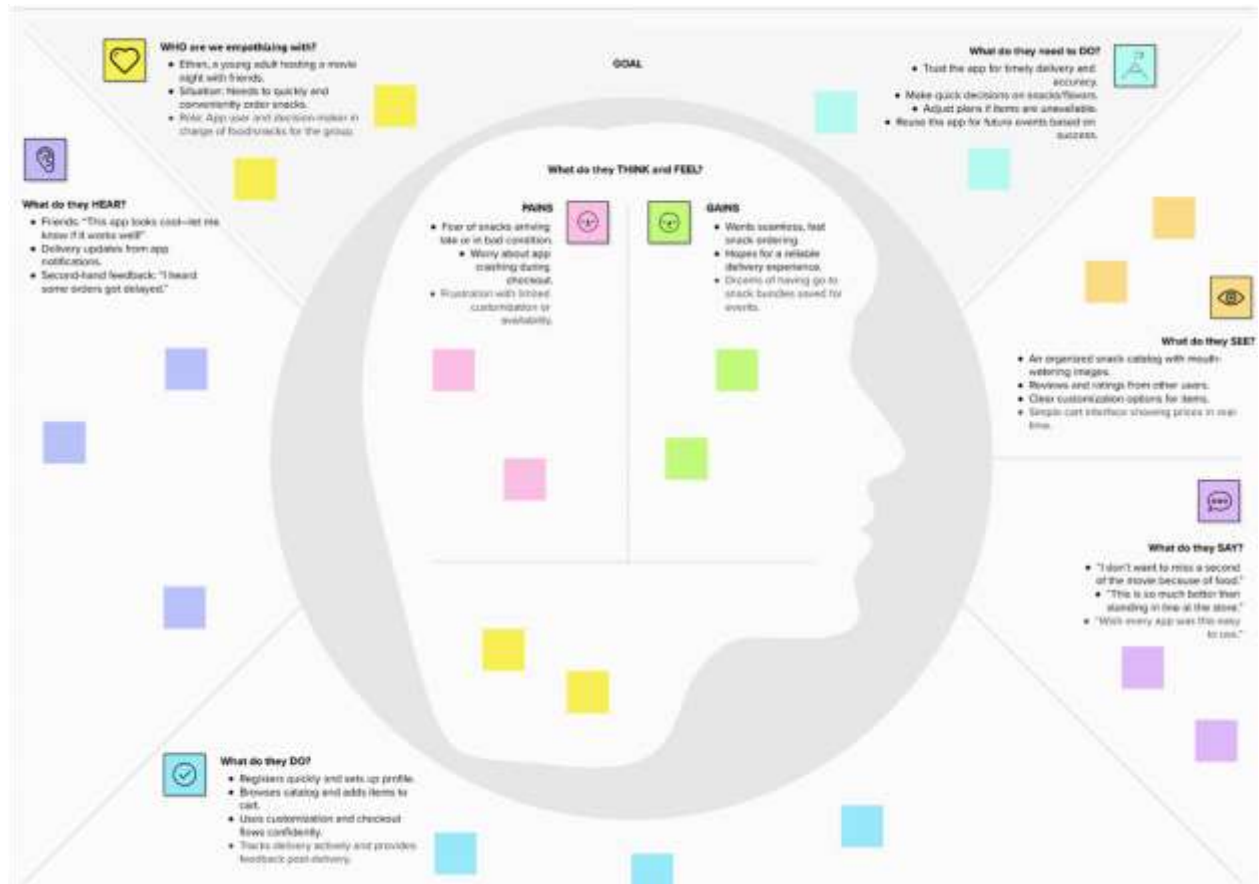 WHO are we empathizing with?
• Ethan, a young adult hosting a movie
night with friends.
• Situation: Needs to quickly and
conveniently order snacks.
• Role: App user and decision-maker in
charge of food/snacks for the group.
GOAL
What do they need to DO?
• Trust the app for timely delivery and
accuracy.
• Make quick decisions on snacks/flavors.
• Adjust plans if items are unavailable.
• Reuse the app for future events based on
success.
What do they HEAR?
• Friends: "This app looks cool—let me
know if it works well!"
• Delivery updates from app
notifications.
• Second-hand feedback: "I heard
some orders got delayed."
What do they THINK and FEEL?
PAINS
• Fear of snacks arriving
late or in bad condition.
• Worry about app
crashing during
checkout.
• Frustration with limited
customization or
availability.
GAINS
• Wants seamless, fast
snack ordering.
• Hopes for a reliable
delivery experience.
• Dreams of having go to
snack bundles saved for
events.
What do they SEE?
• An organized snack catalog with mouth-
watering images.
• Reviews and ratings from other users.
• Clear customization options for items.
• Simple cart interface showing prices in real
time.
What do they SAY?
• "I don't want to miss a second
of the movie because of food."
• "This is so much better than
standing in line at the store."
• "Wish every app was this easy
to use."
What do they DO?
• Registers quickly and sets up profile.
• Browses catalog and adds items to
cart.
• Uses customization and checkout
flows confidently.
• Tracks delivery actively and provides
feedback post-delivery.